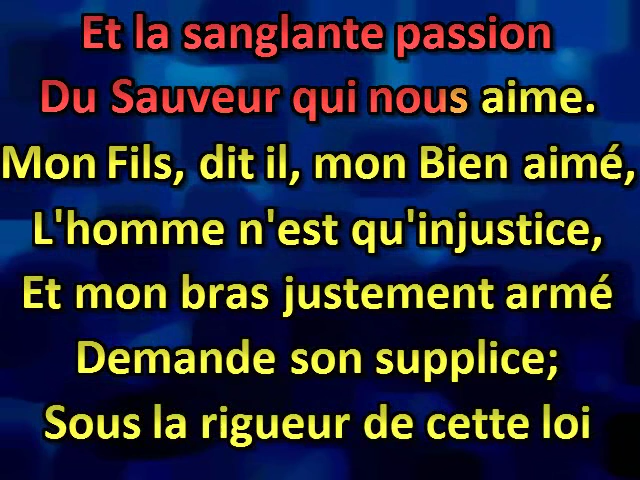 Et la sanglante passion
Du Sauveur qui nous aime.
Mon Fils, dit il, mon Bien aimé,
L'homme n'est qu'injustice,
Et mon bras justement armé
Demande son supplice;
Sous la rigueur de cette loi